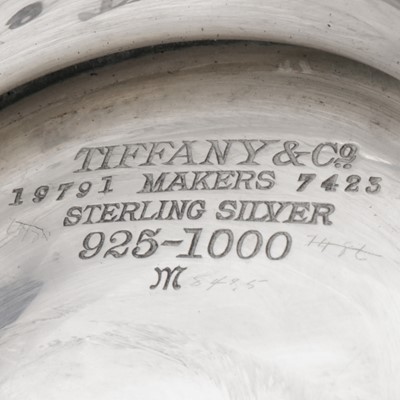 TIFFANY & Co.
19791 MAKERS 7423
STERLING SILVER
925-1000
M